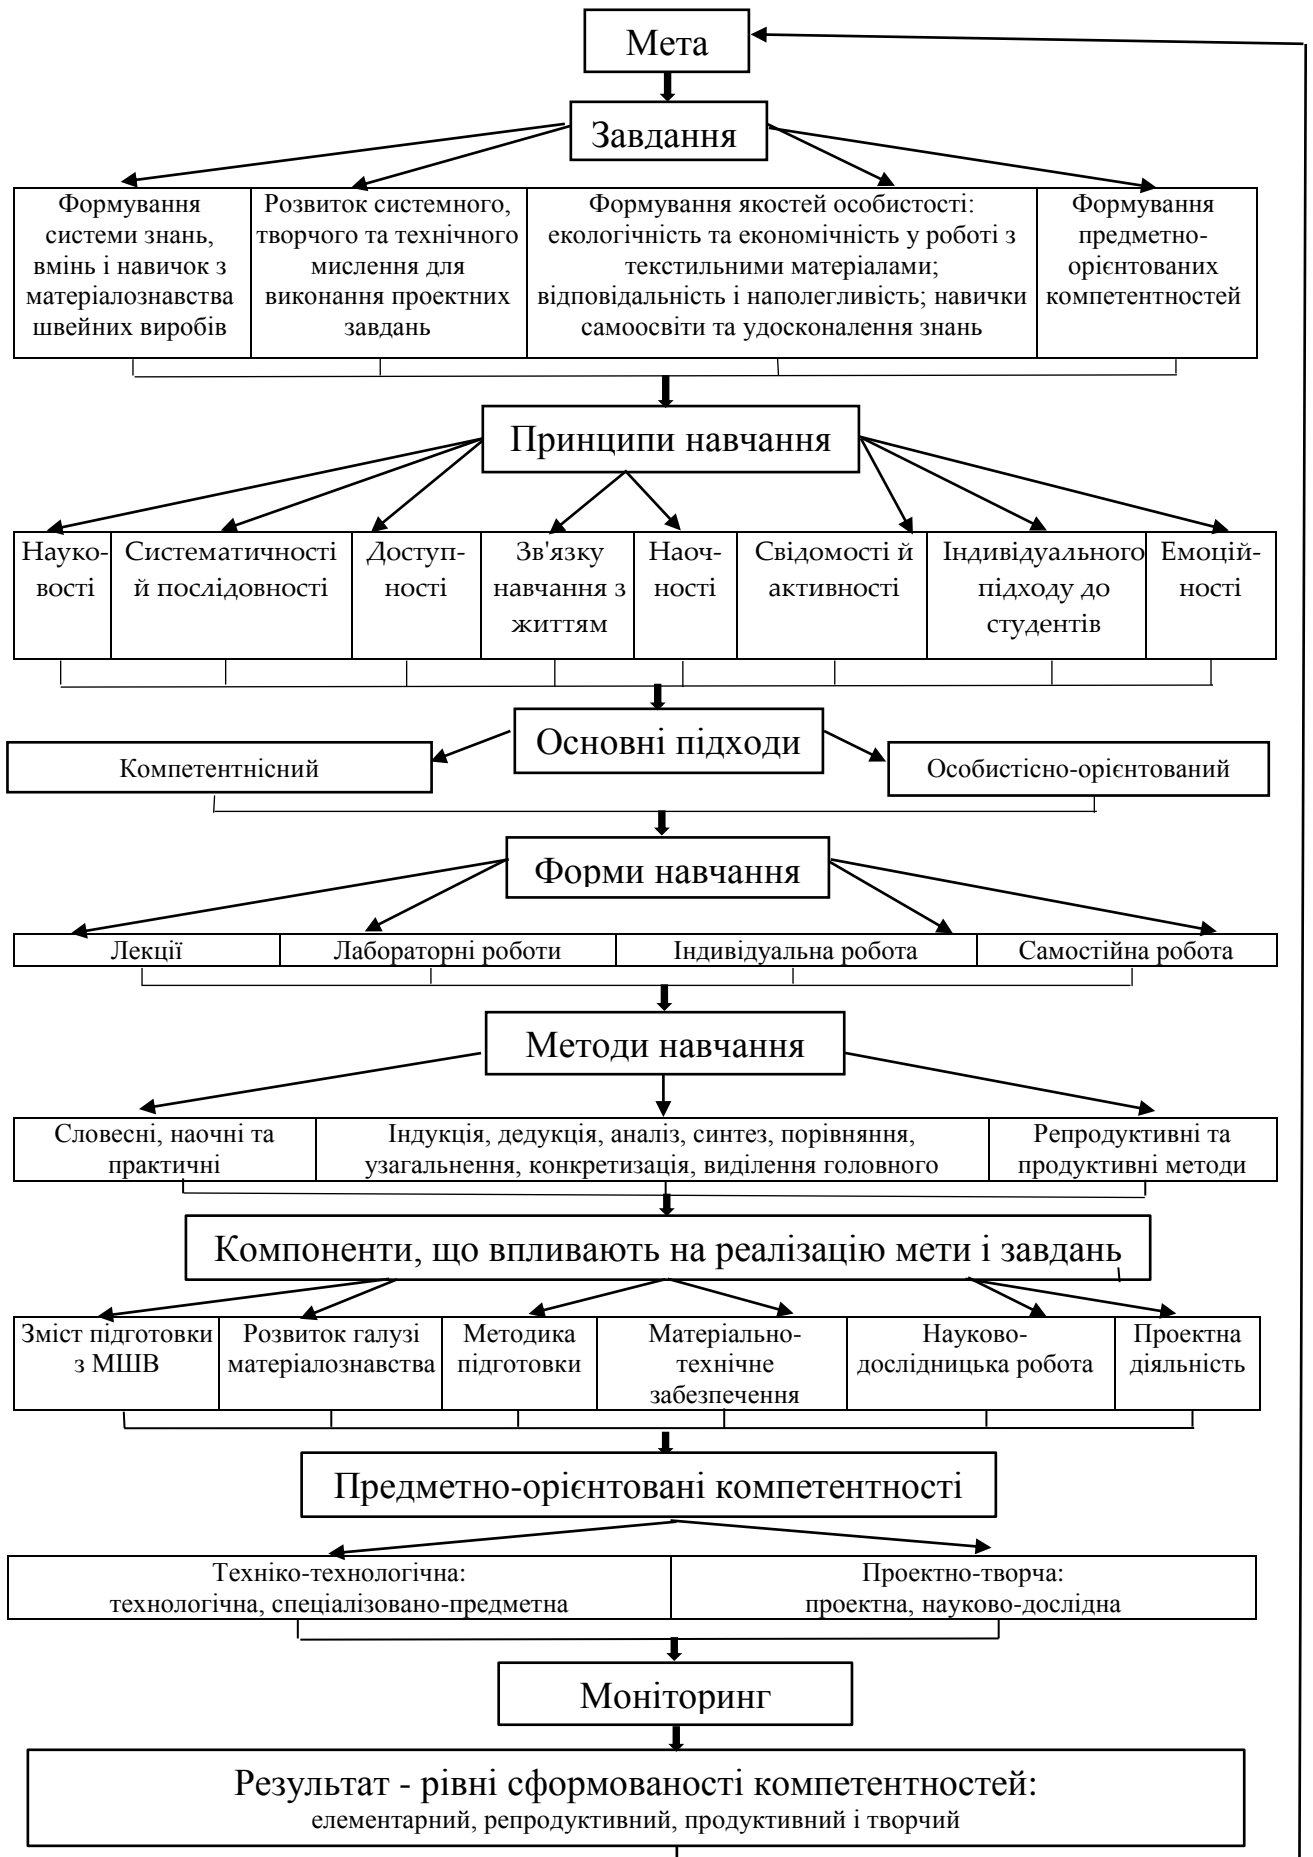 Мета
Завдання
Формування
системи знань,
вмінь і навичок з
матеріалознавства
швейних виробів
Розвиток системного,
творчого та технічного
мислення для
виконання проектних
завдань
Формування якостей особистості:
екологічність та економічність у роботі з
текстильними матеріалами;
відповідальність і наполегливість; навички
самоосвіти та удосконалення знань
Формування
предметно-
орієнтованих
компетентностей
Принципи навчання
Науко-
вості
Систематичності
й послідовності
Доступ-
ності
Зв'язку
навчання з
життям
Наоч-
ності
Свідомості й
активності
Індивідуального
підходу до
студентів
Емоцій-
ності
Основні підходи
Компетентнісний
Особистісно-орієнтований
Форми навчання
Лекції
Лабораторні роботи
Індивідуальна робота
Самостійна робота
Методи навчання
Словесні, наочні та
практичні
Індукція, дедукція, аналіз, синтез, порівняння,
узагальнення, конкретизація, виділення головного
Репродуктивні та
продуктивні методи
Компоненти, що впливають на реалізацію мети і завдань
Зміст підготовки
з МШВ
Розвиток галузі
матеріалознавства
Методика
підготовки
Матеріально-
технічне
забезпечення
Науково-
дослідницька робота
Проектна
діяльність
Предметно-орієнтовані компетентності
Техніко-технологічна:
технологічна, спеціалізовано-предметна
Проектно-творча:
проектна, науково-дослідна
Моніторинг
Результат - рівні сформованості компетентностей:
елементарний, репродуктивний, продуктивний і творчий